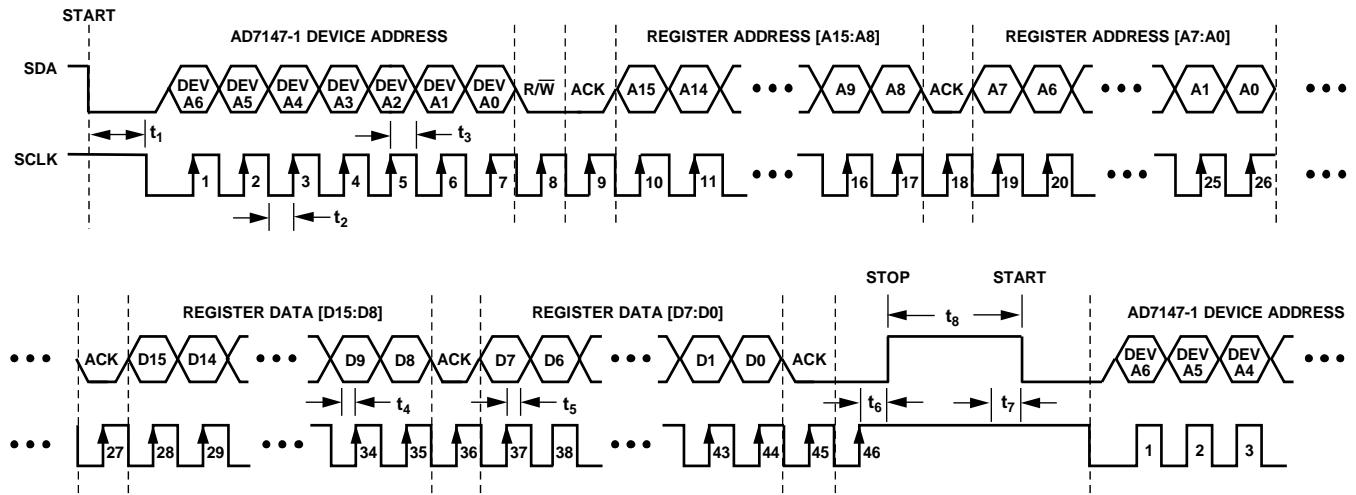 START
AD7147-1 DEVICE ADDRESS REGISTER ADDRESS [A15:A8] REGISTER ADDRESS [A7:A0]
SDA DEV A6 DEV A5 DEV A4 DEV A3 DEV A2 DEV A1 DEV A0 R/W̅ ACK A15 A14 A9 A8 ACK A7 A6 A1 A0
t1 t3
SCLK 1 2 3 4 5 6 7 8 9 10 11 16 17 18 19 20 25 26
t2
STOP START
REGISTER DATA [D15:D8] REGISTER DATA [D7:D0] t8 AD7147-1 DEVICE ADDRESS
ACK D15 D14 D9 D8 ACK D7 D6 D1 D0 ACK DEV A6 DEV A5 DEV A4
t4 t5 t6 t7
27 28 29 34 35 36 37 38 43 44 45 46 1 2 3